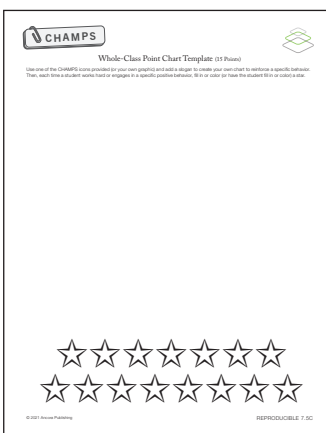 CHAMPS
Whole-Class Point Chart Template (15 Points)
Use one of the CHAMPS icons provided (or your own graphic) and add a slogan to create your own chart to reinforce a specific behavior.
Then, each time a student works hard or engages in a specific positive behavior, fill in or color (or have the student fill in or color) a star.
© 2021 Ancora Publishing
REPRODUCIBLE 7.5C